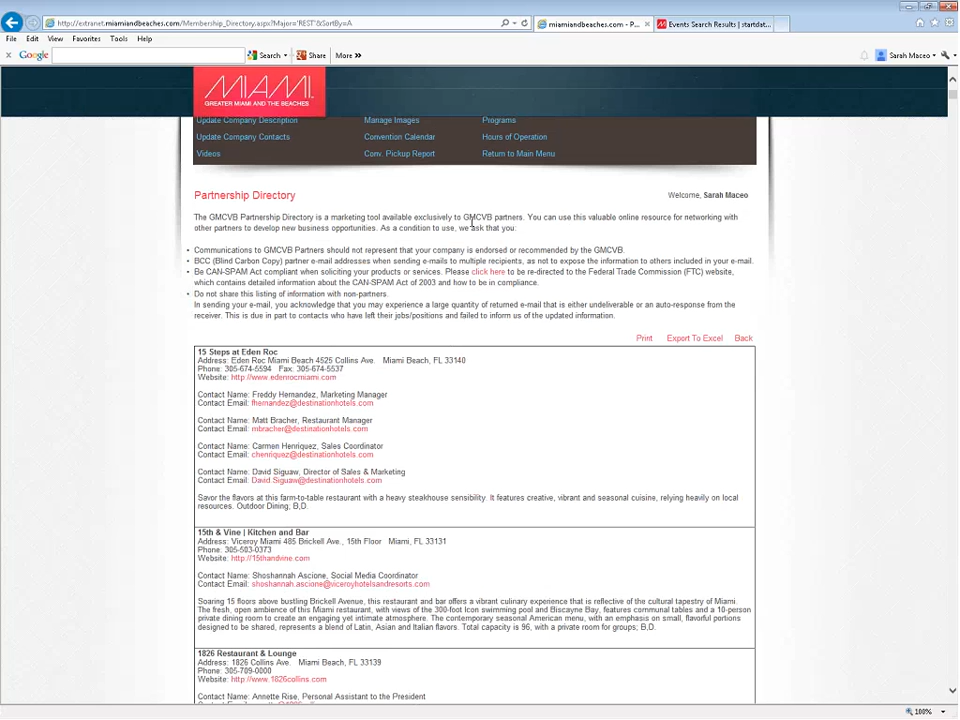 http://extranet.miamiandbeaches.com/Membership_Directory.aspx?Major='REST'&SortBy=A
miamiandbeaches.com - P...
Events Search Results | startdat...
File Edit View Favorites Tools Help
Google Search Share More »
Sarah Maceo
MIAMI
GREATER MIAMI AND THE BEACHES
Update Company Description Manage Images Programs
Update Company Contacts Convention Calendar Hours of Operation
Videos Conv. Pickup Report Return to Main Menu
Partnership Directory Welcome, Sarah Maceo
The GMCVB Partnership Directory is a marketing tool available exclusively to GMCVB partners. You can use this valuable online resource for networking with
other partners to develop new business opportunities. As a condition to use, we ask that you:
• Communications to GMCVB Partners should not represent that your company is endorsed or recommended by the GMCVB.
• BCC (Blind Carbon Copy) partner e-mail addresses when sending e-mails to multiple recipients, as not to expose the information to others included in your e-mail.
• Be CAN-SPAM Act compliant when soliciting your products or services. Please click here to be re-directed to the Federal Trade Commission (FTC) website,
which contains detailed information about the CAN-SPAM Act of 2003 and how to be in compliance.
• Do not share this listing of information with non-partners.
In sending your e-mail, you acknowledge that you may experience a large quantity of returned e-mail that is either undeliverable or an auto-response from the
receiver. This is due in part to contacts who have left their jobs/positions and failed to inform us of the updated information.
Print Export To Excel Back
15 Steps at Eden Roc
Address: Eden Roc Miami Beach 4525 Collins Ave. Miami Beach, FL 33140
Phone: 305-674-5594 Fax: 305-674-5537
Website: http://www.edenrocmiami.com
Contact Name: Freddy Hernandez, Marketing Manager
Contact Email: fhernandez@destinationhotels.com
Contact Name: Matt Bracher, Restaurant Manager
Contact Email: mbracher@destinationhotels.com
Contact Name: Carmen Henriquez, Sales Coordinator
Contact Email: chenriquez@destinationhotels.com
Contact Name: David Siguaw, Director of Sales & Marketing
Contact Email: David.Siguaw@destinationhotels.com
Savor the flavors at this farm-to-table restaurant with a heavy steakhouse sensibility. It features creative, vibrant and seasonal cuisine, relying heavily on local
resources. Outdoor Dining; B,D.
15th & Vine | Kitchen and Bar
Address: Viceroy Miami 485 Brickell Ave., 15th Floor Miami, FL 33131
Phone: 305-503-0373
Website: http://15thandvine.com
Contact Name: Shoshannah Ascione, Social Media Coordinator
Contact Email: shoshannah.ascione@viceroyhotelsandresorts.com
Soaring 15 floors above bustling Brickell Avenue, this restaurant and bar offers a vibrant culinary experience that is reflective of the cultural tapestry of Miami.
The fresh, open ambience of this Miami restaurant, with views of the 300-foot Icon swimming pool and Biscayne Bay, features communal tables and a 10-person
private dining room to create an engaging yet intimate atmosphere. The contemporary seasonal American menu, with an emphasis on small, flavorful portions
designed to be shared, represents a blend of Latin, Asian and Italian flavors. Total capacity is 96, with a private room for groups; B,D.
1826 Restaurant & Lounge
Address: 1826 Collins Ave. Miami Beach, FL 33139
Phone: 305-709-0000
Website: http://www.1826collins.com
Contact Name: Annette Rise, Personal Assistant to the President
100%